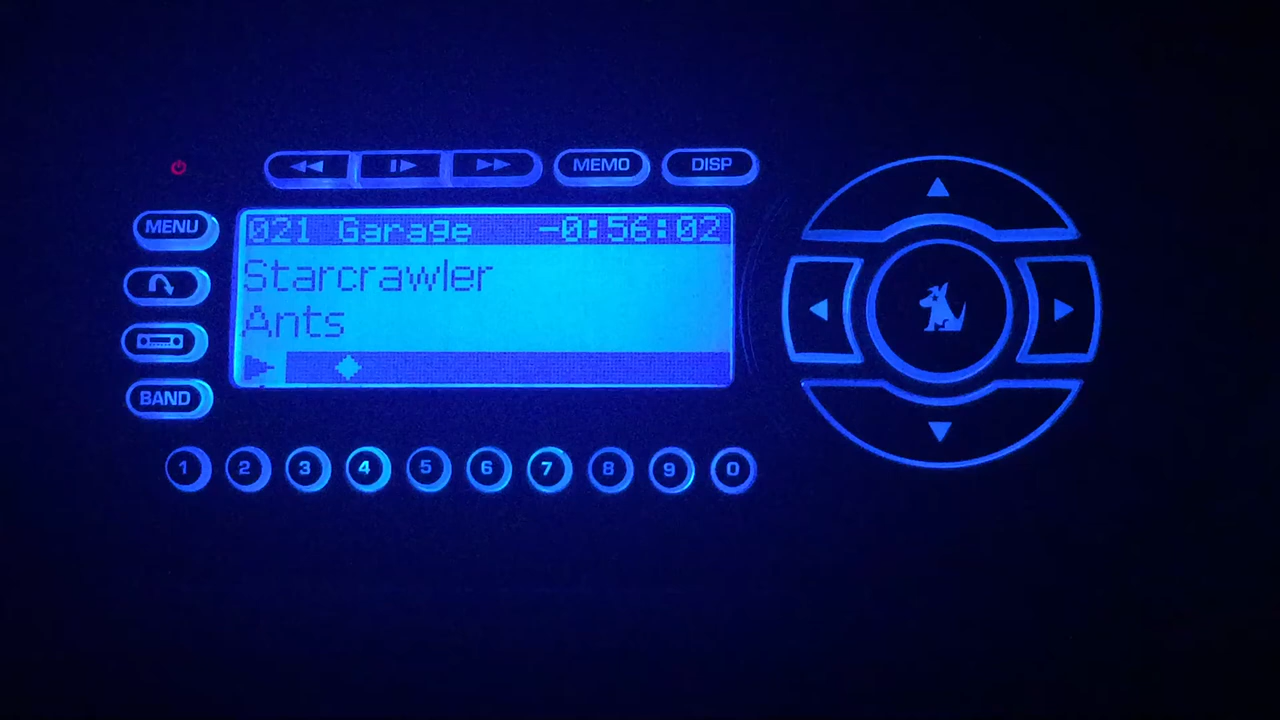 MEMO DISP
MENU
021 Garage -0:56:02
Starcrawler
Ants
BAND
1 2 3 4 5 6 7 8 9 0